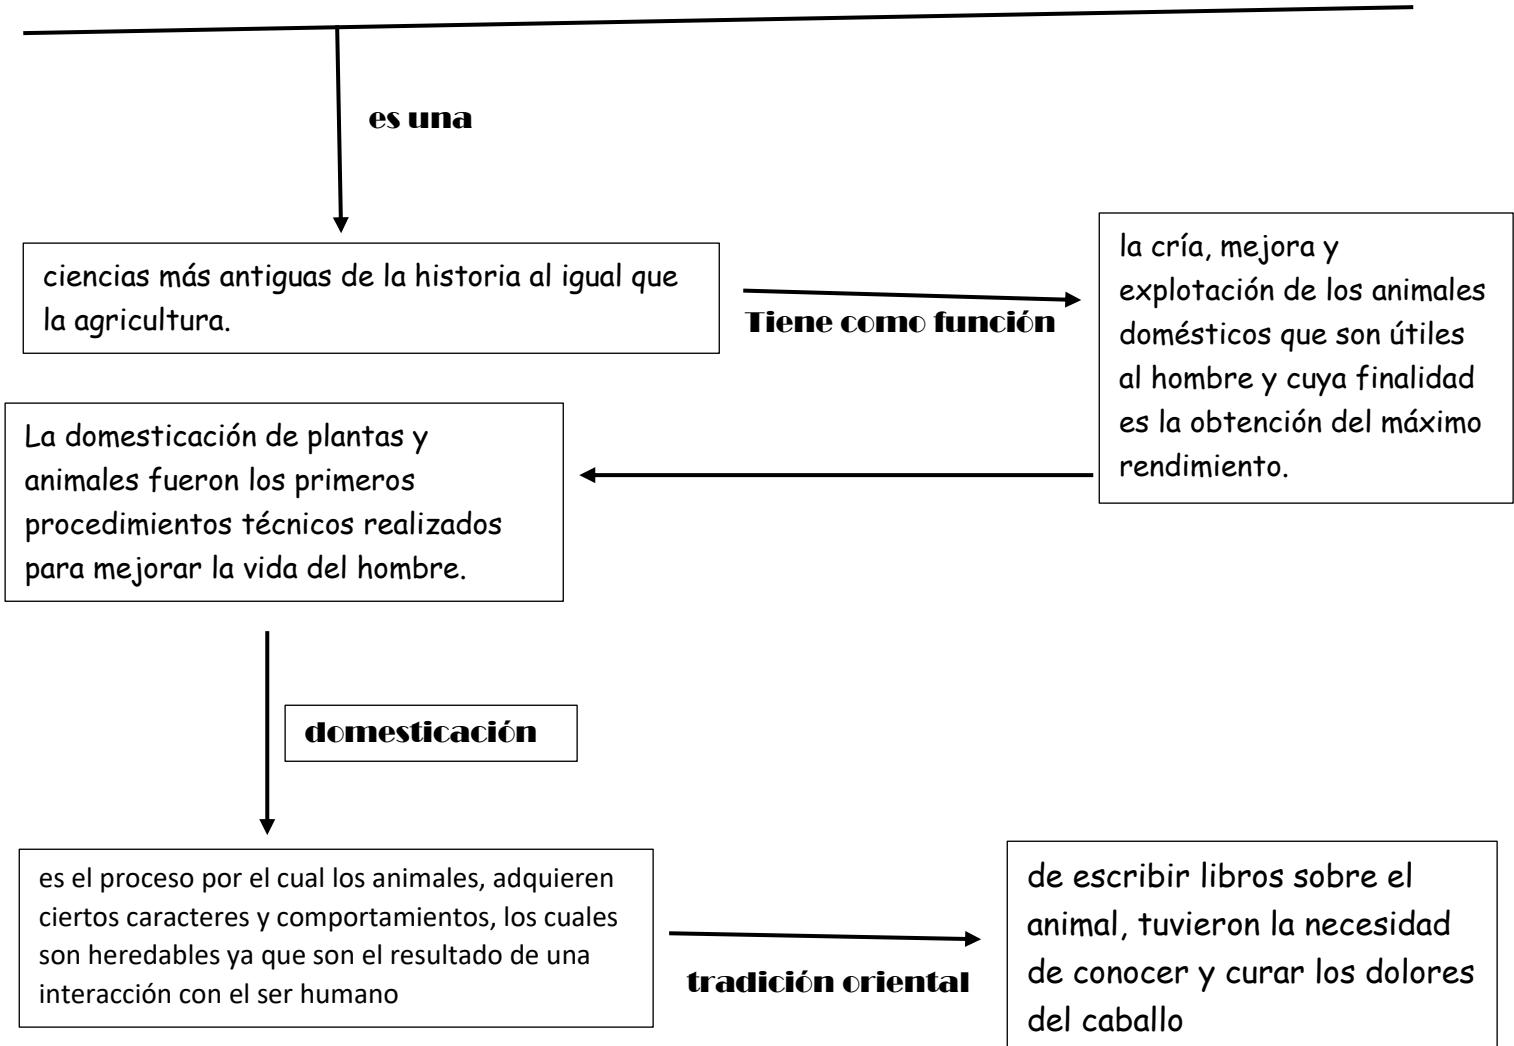 es una
ciencias más antiguas de la historia al igual que
la agricultura.
Tiene como función
la cría, mejora y
explotación de los animales
domésticos que son útiles
al hombre y cuya finalidad
es la obtención del máximo
rendimiento.
La domesticación de plantas y
animales fueron los primeros
procedimientos técnicos realizados
para mejorar la vida del hombre.
domesticación
es el proceso por el cual los animales, adquieren
ciertos caracteres y comportamientos, los cuales
son heredables ya que son el resultado de una
interacción con el ser humano
tradición oriental
de escribir libros sobre el
animal, tuvieron la necesidad
de conocer y curar los dolores
del caballo